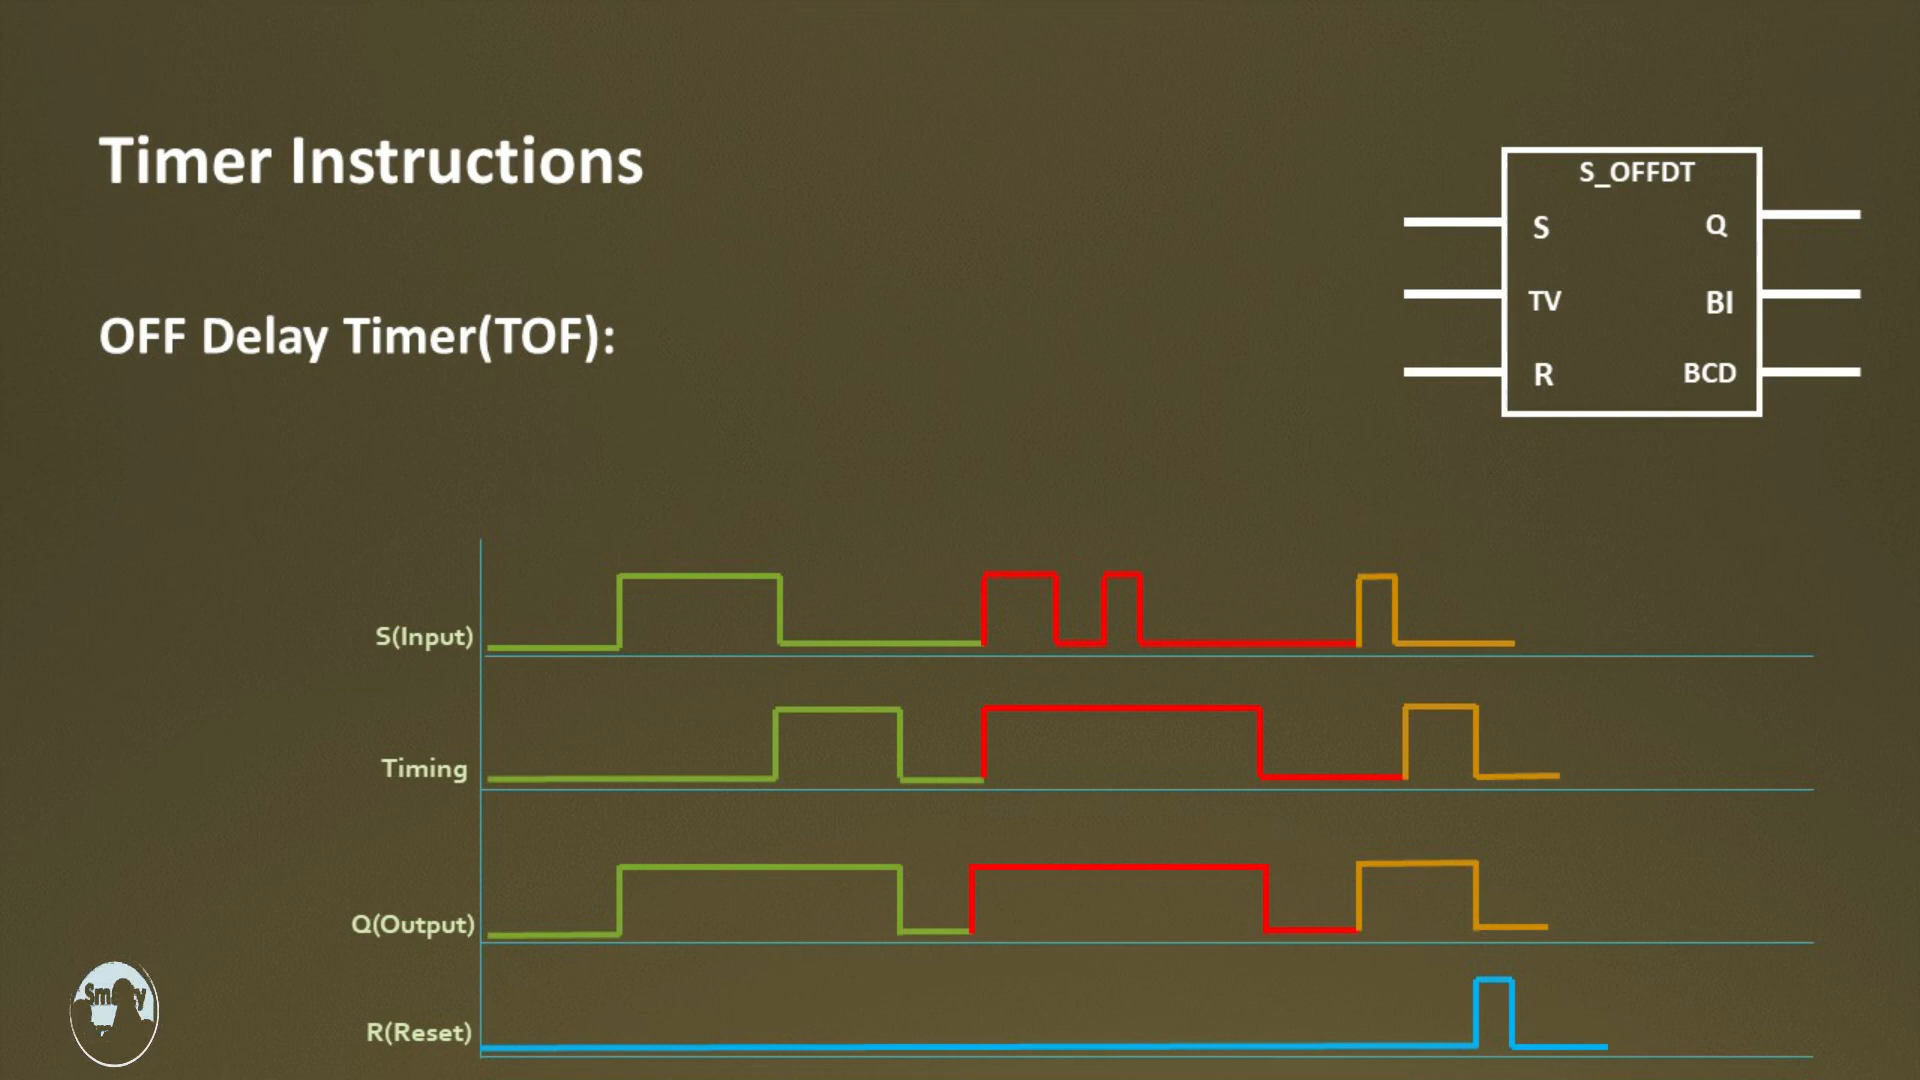 Timer Instructions
S_OFFDT
S Q
TV BI
R BCD
OFF Delay Timer(TOF):
S(Input)
Timing
Q(Output)
R(Reset)